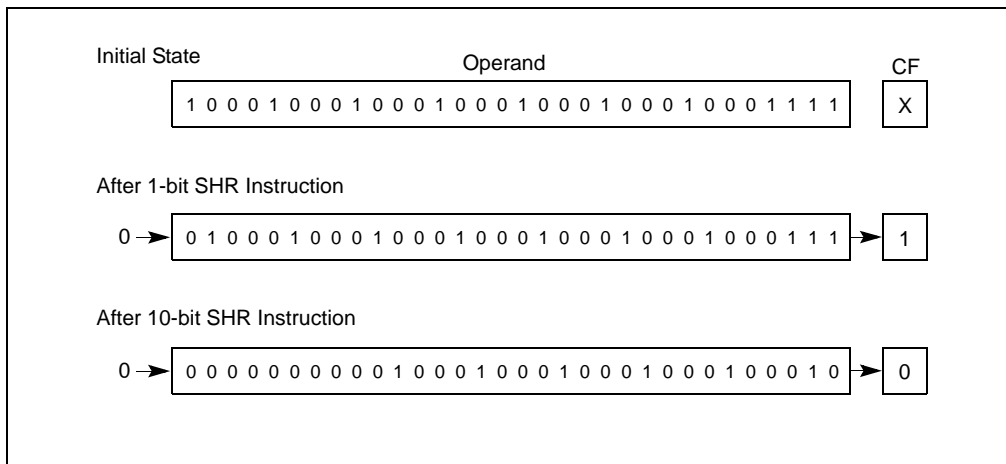 Initial State
Operand
CF
1 0 0 0 1 0 0 0 1 0 0 0 1 0 0 0 1 0 0 0 1 0 0 0 1 0 0 0 1 1 1 1
X
After 1-bit SHR Instruction
0
0 1 0 0 0 1 0 0 0 1 0 0 0 1 0 0 0 1 0 0 0 1 0 0 0 1 0 0 0 1 1 1
1
After 10-bit SHR Instruction
0
0 0 0 0 0 0 0 0 0 0 1 0 0 0 1 0 0 0 1 0 0 0 1 0 0 0 1 0 0 0 1 0
0